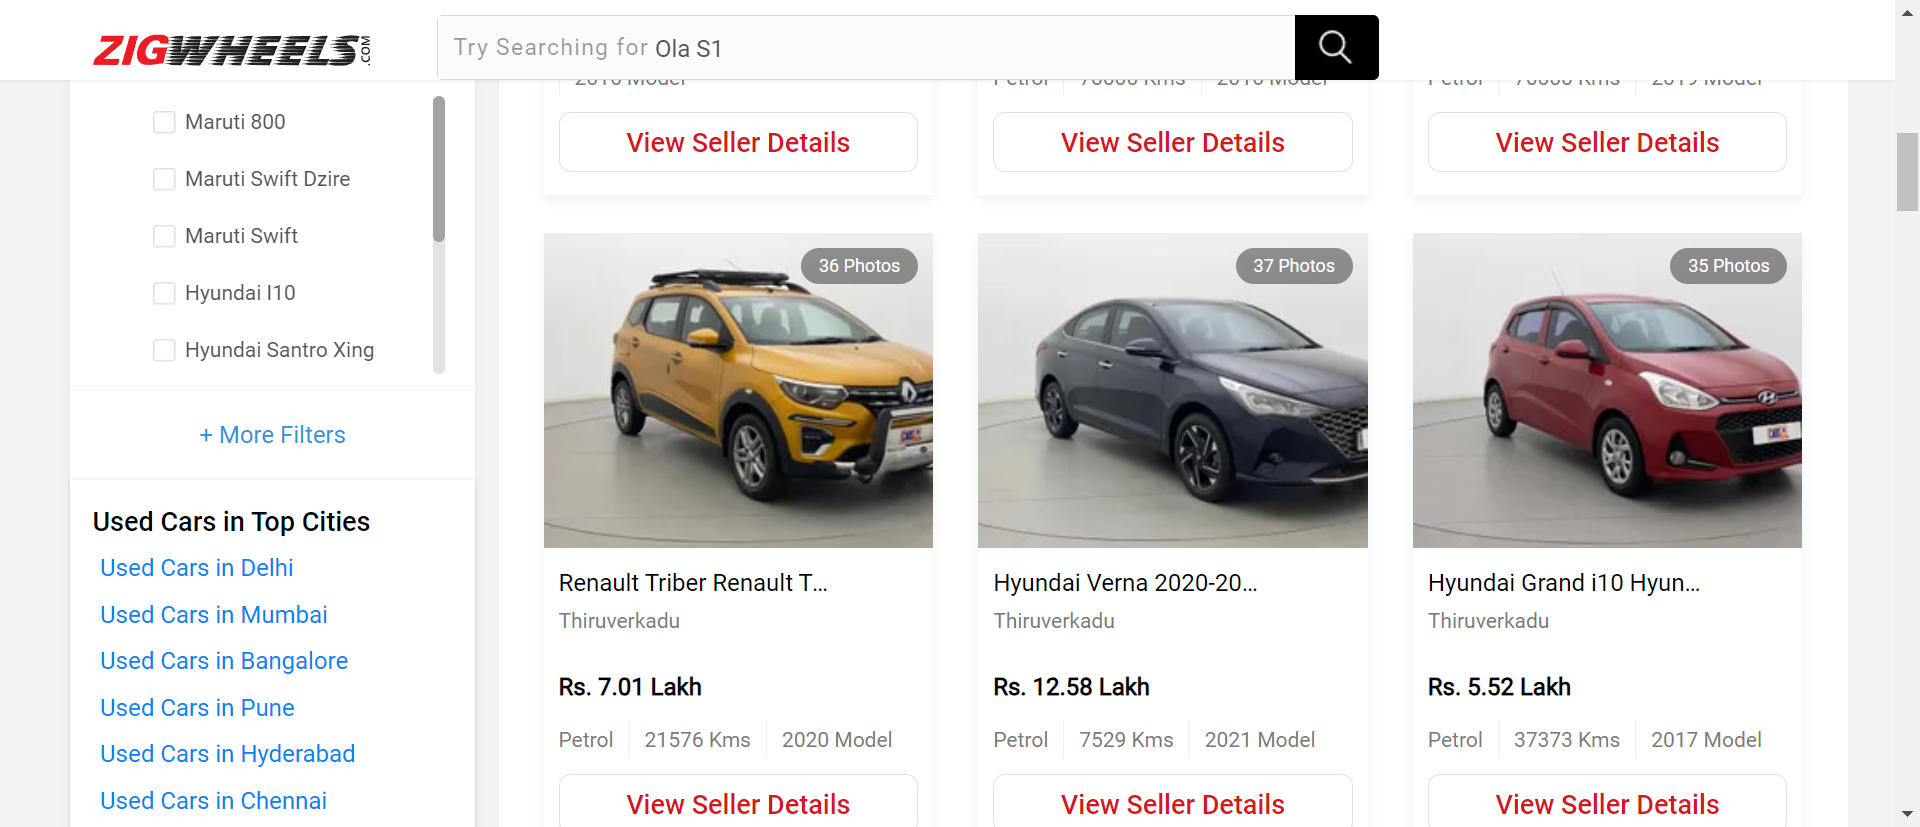 ZIGWHEELS.COM
Try Searching for Ola S1
Maruti 800
Maruti Swift Dzire
Maruti Swift
Hyundai I10
Hyundai Santro Xing
+ More Filters
Used Cars in Top Cities
Used Cars in Delhi
Used Cars in Mumbai
Used Cars in Bangalore
Used Cars in Pune
Used Cars in Hyderabad
Used Cars in Chennai
View Seller Details
View Seller Details
View Seller Details
36 Photos
Renault Triber Renault T...
Thiruverkadu
Rs. 7.01 Lakh
Petrol 21576 Kms 2020 Model
View Seller Details
37 Photos
Hyundai Verna 2020-20...
Thiruverkadu
Rs. 12.58 Lakh
Petrol 7529 Kms 2021 Model
View Seller Details
35 Photos
Hyundai Grand i10 Hyun...
Thiruverkadu
Rs. 5.52 Lakh
Petrol 37373 Kms 2017 Model
View Seller Details